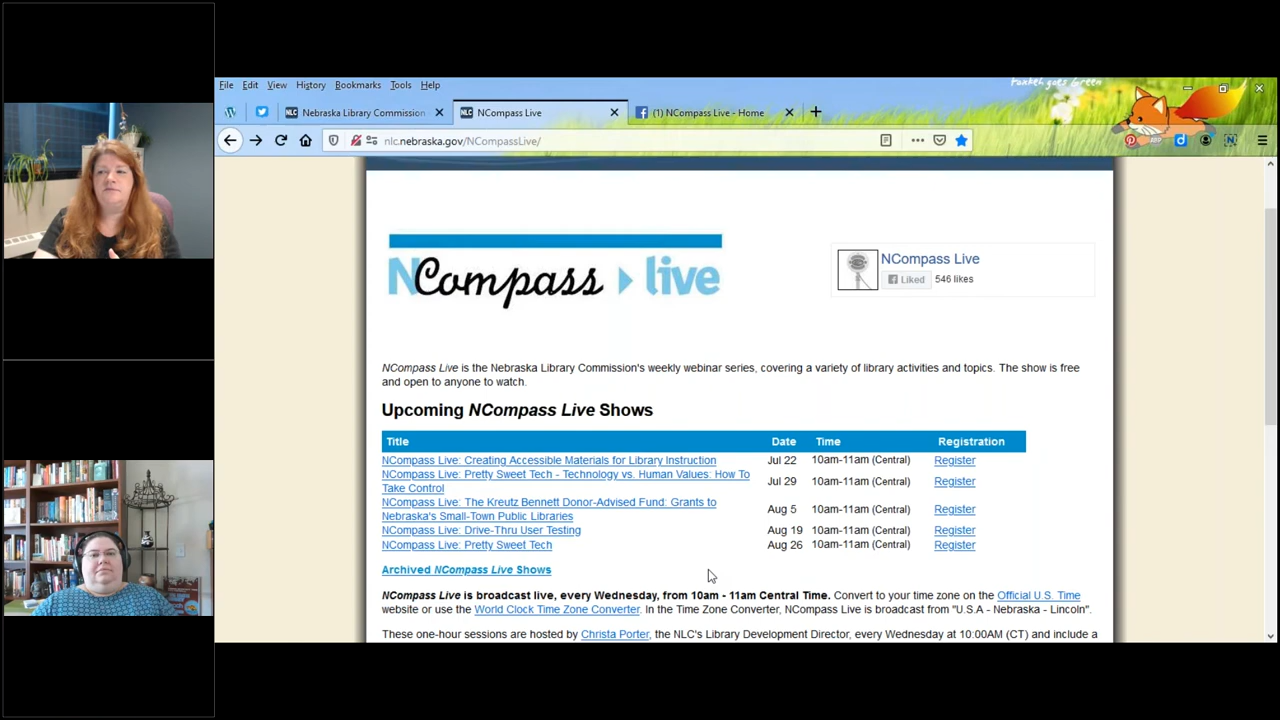 Foxkeh goes Green
File Edit View History Bookmarks Tools Help
NLC Nebraska Library Commission
NLC NCompass Live
(1) NCompass Live - Home
nlc.nebraska.gov/NCompassLive/
ABP
NCompass live
NCompass Live
Liked 546 likes
NCompass Live is the Nebraska Library Commission's weekly webinar series, covering a variety of library activities and topics. The show is free
and open to anyone to watch.
Upcoming NCompass Live Shows
Title Date Time Registration
NCompass Live: Creating Accessible Materials for Library Instruction Jul 22 10am-11am (Central) Register
NCompass Live: Pretty Sweet Tech - Technology vs. Human Values: How To
Take Control Jul 29 10am-11am (Central) Register
NCompass Live: The Kreutz Bennett Donor-Advised Fund: Grants to
Nebraska's Small-Town Public Libraries Aug 5 10am-11am (Central) Register
NCompass Live: Drive-Thru User Testing Aug 19 10am-11am (Central) Register
NCompass Live: Pretty Sweet Tech Aug 26 10am-11am (Central) Register
Archived NCompass Live Shows
NCompass Live is broadcast live, every Wednesday, from 10am - 11am Central Time. Convert to your time zone on the Official U.S. Time
website or use the World Clock Time Zone Converter. In the Time Zone Converter, NCompass Live is broadcast from "U.S.A - Nebraska - Lincoln".
These one-hour sessions are hosted by Christa Porter, the NLC's Library Development Director, every Wednesday at 10:00AM (CT) and include a